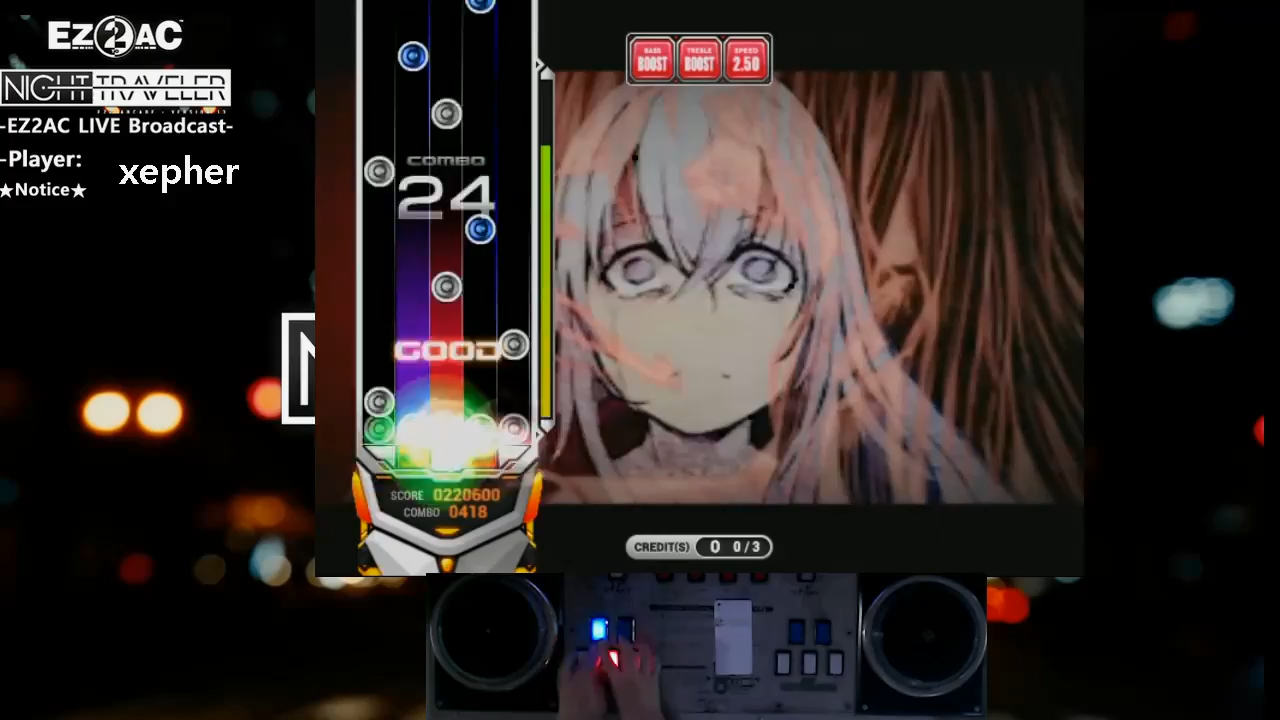 EZ2AC
NIGHT TRAVELER
-EZ2AC LIVE Broadcast-
-Player:
xepher
★Notice★
BASS
BOOST
TREBLE
BOOST
SPEED
2.50
COMBO
24
GOOD
SCORE 0220600
COMBO 0418
CREDIT(S) 0 0/3